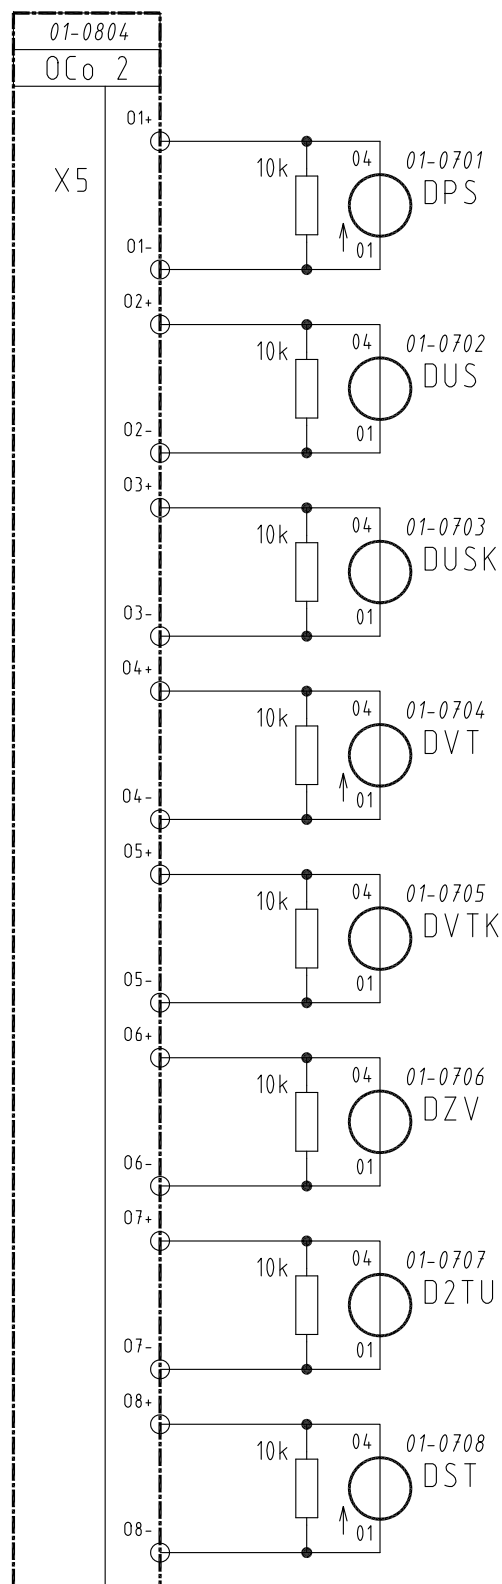 01-0804
OCo 2
X5
01+
10k
04
01-0701
DPS
01-
01
02+
10k
04
01-0702
DUS
02-
01
03+
10k
04
01-0703
DUSK
03-
01
04+
10k
04
01-0704
DVT
04-
01
05+
10k
04
01-0705
DVTK
05-
01
06+
10k
04
01-0706
DZV
06-
01
07+
10k
04
01-0707
D2TU
07-
01
08+
10k
04
01-0708
DST
08-
01